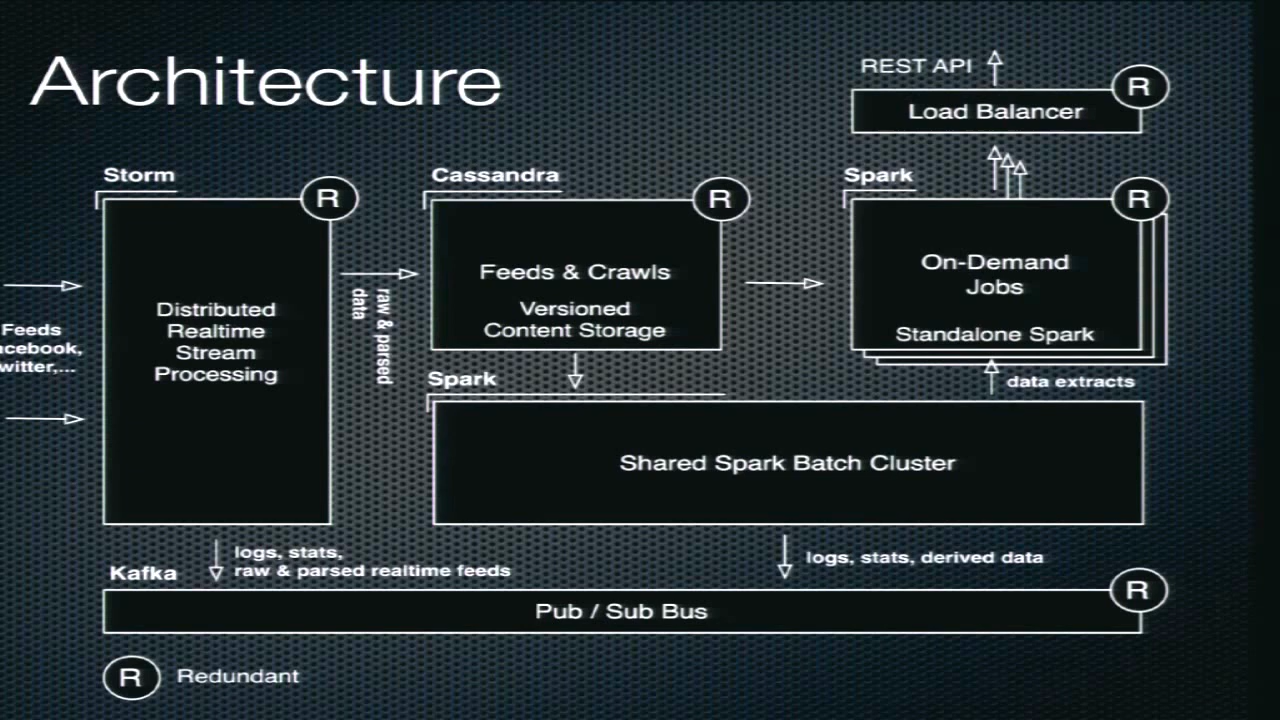 Architecture
REST API
R
Load Balancer
Storm
R
Cassandra
R
Spark
R
Feeds
Distributed
Realtime
Stream
Processing
raw & parsed
data
Feeds & Crawls
Versioned
Content Storage
On-Demand
Jobs
Standalone Spark
data extracts
Spark
Shared Spark Batch Cluster
logs, stats,
raw & parsed realtime feeds
logs, stats, derived data
Kafka
R
Pub / Sub Bus
R
Redundant